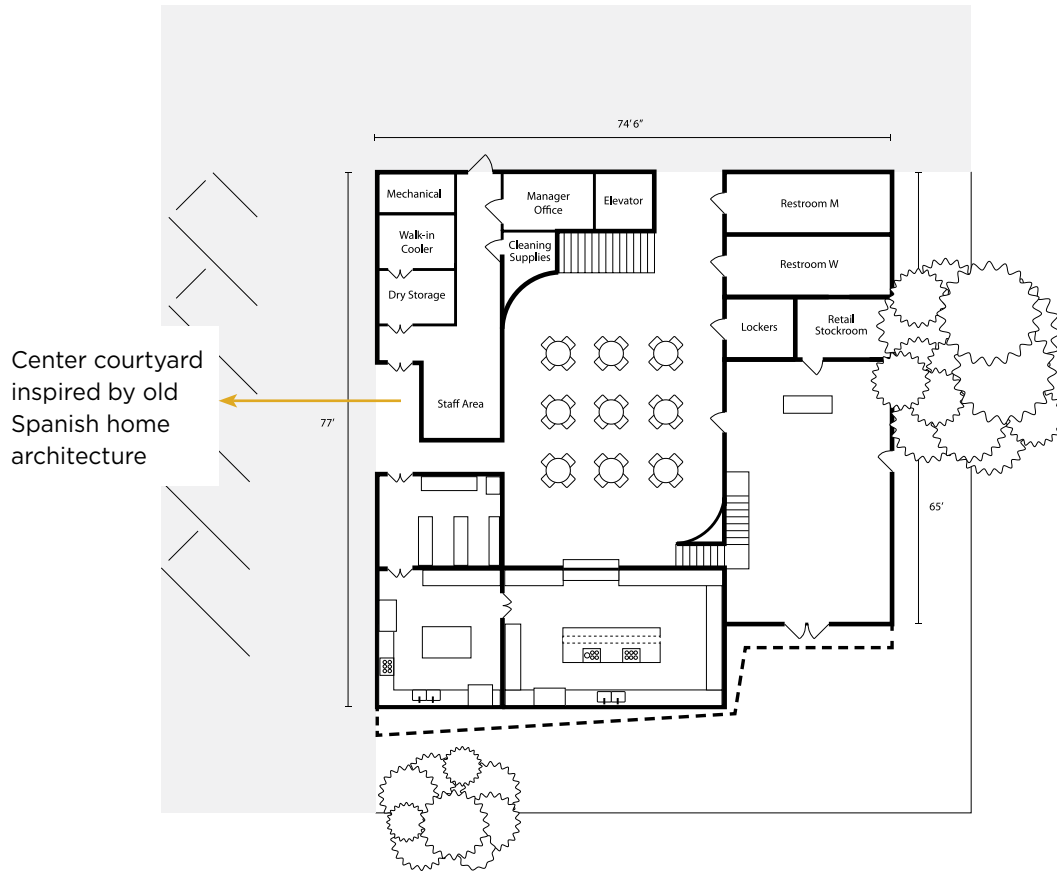 74’ 6”
Mechanical
Manager
Office
Elevator
Restroom M
Walk-in
Cooler
Cleaning
Supplies
Restroom W
Dry Storage
Lockers
Retail
Stockroom
Center courtyard
inspired by old
Spanish home
architecture
Staff Area
77’
65’